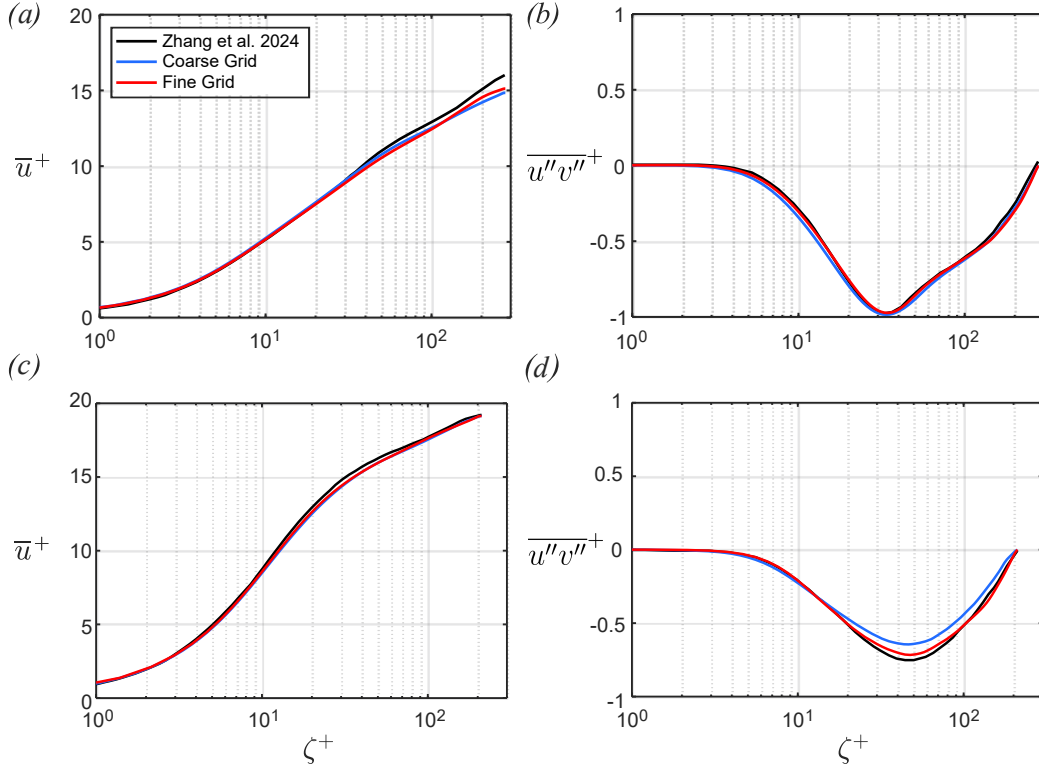 (a)
20
15
10
5
0
u̅⁺
Zhang et al. 2024
Coarse Grid
Fine Grid
10⁰ 10¹ 10²
(b)
1
0.5
0
-0.5
-1
u″v″⁺
10⁰ 10¹ 10²
(c)
20
15
10
5
0
u̅⁺
10⁰ 10¹ 10²
ζ⁺
(d)
1
0.5
0
-0.5
-1
u″v″⁺
10⁰ 10¹ 10²
ζ⁺